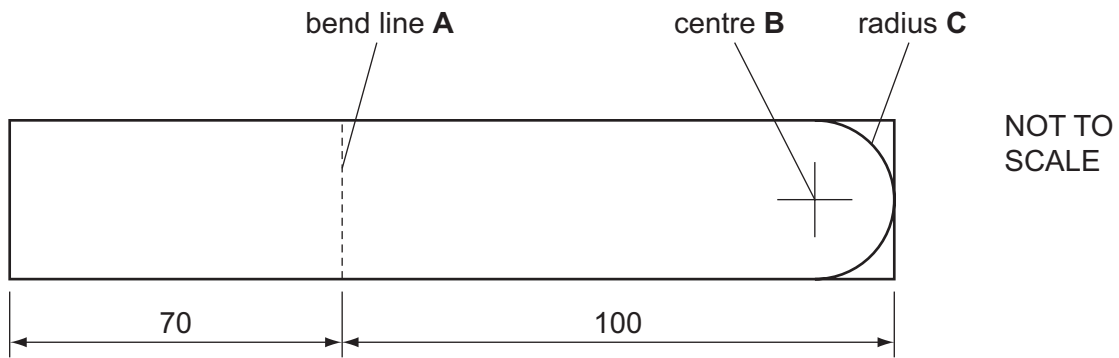 bend line A
centre B
radius C
NOT TO
SCALE
70
100